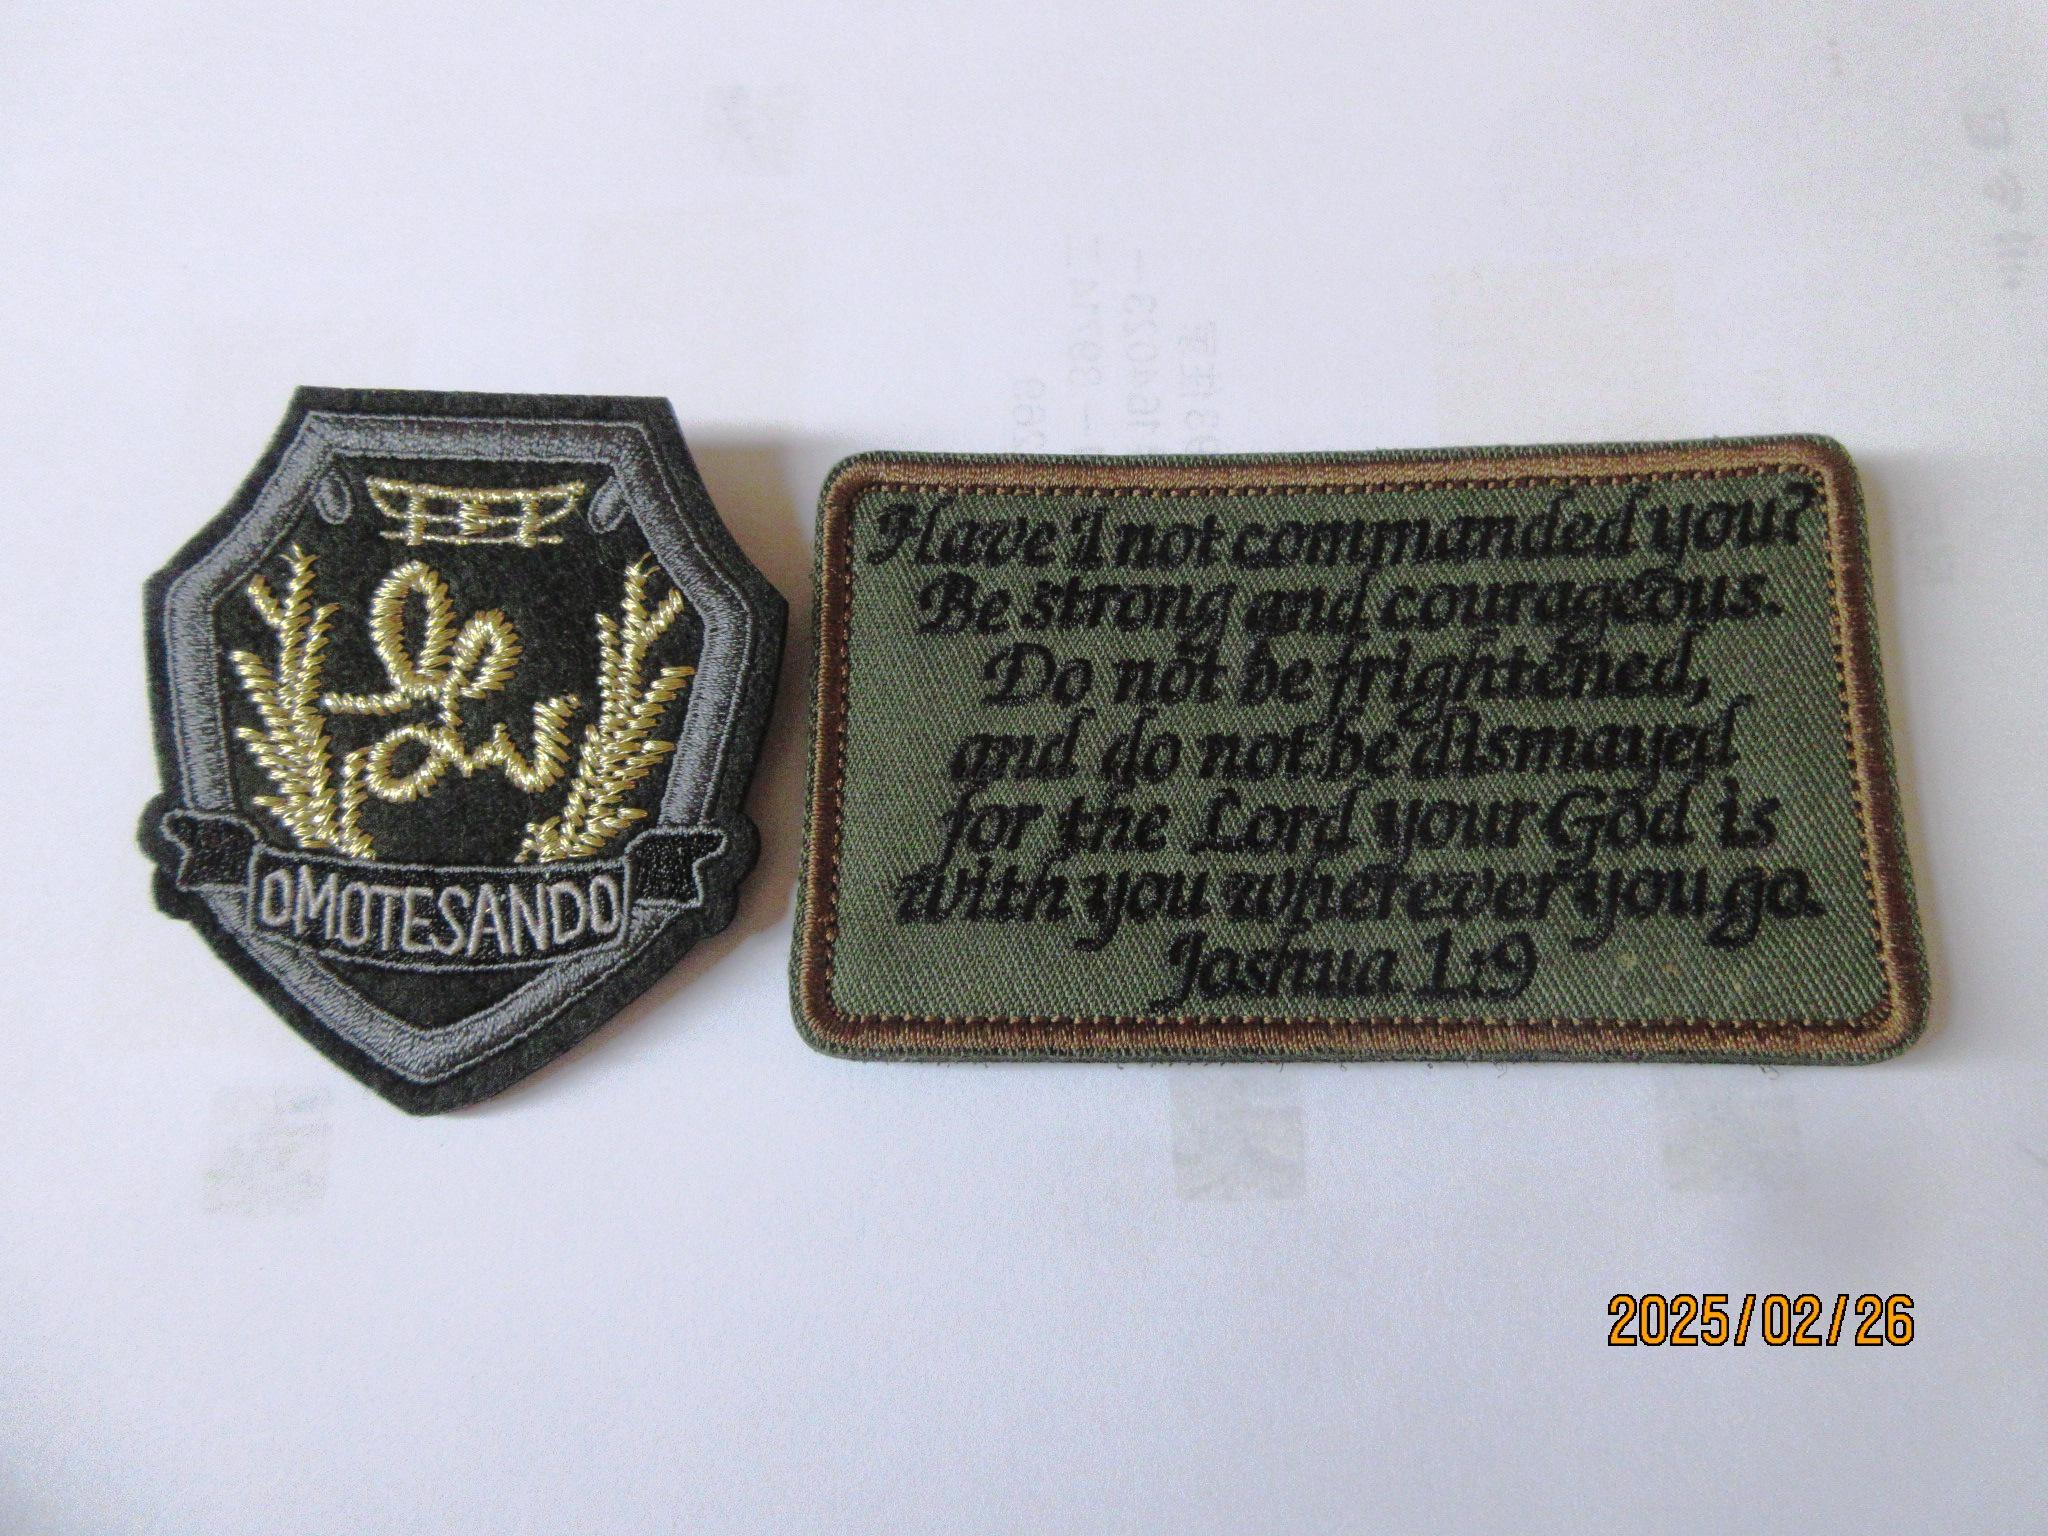 OMOTESANDO
Have I not commanded you?
Be strong and courageous.
Do not be frightened,
and do not be dismayed
for the Lord your God is
with you wherever you go.
Joshua 1:9
2025/02/26